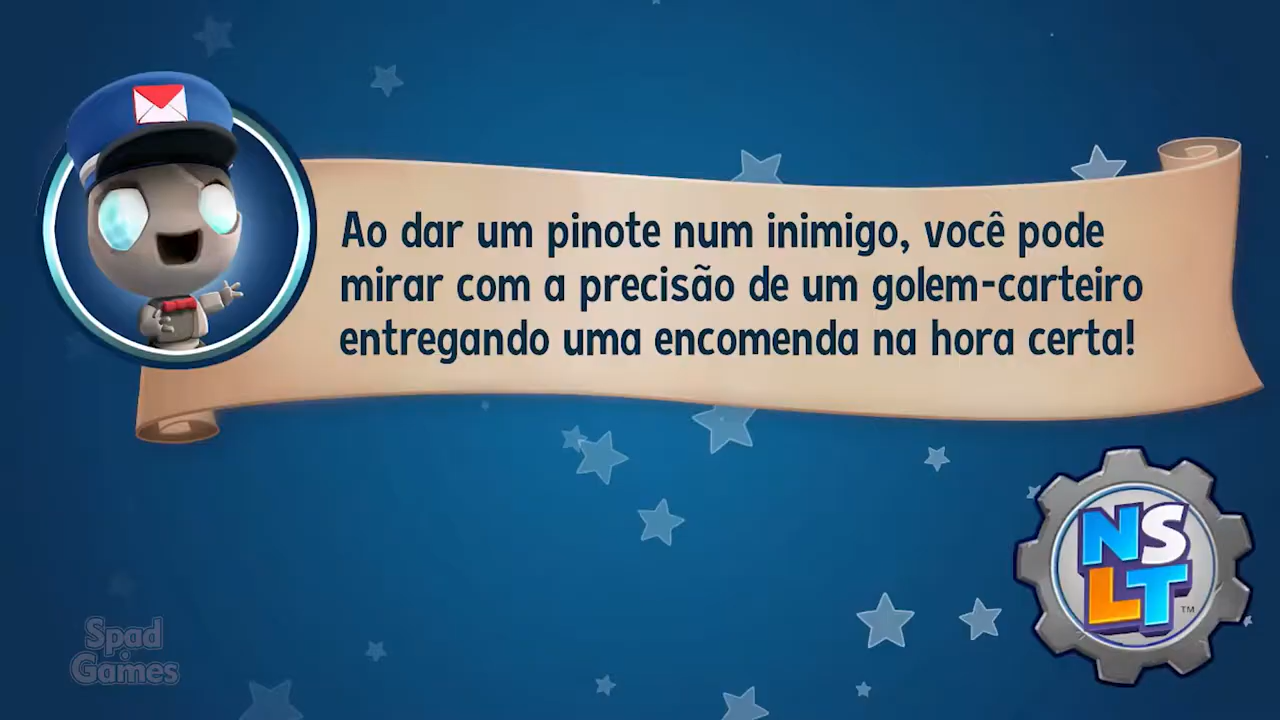 Ao dar um pinote num inimigo, você pode
mirar com a precisão de um golem-carteiro
entregando uma encomenda na hora certa!
NS
LT
TM
Spad
Games